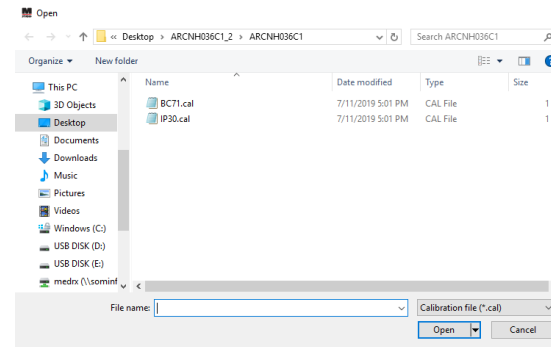 Open
« Desktop > ARCNH036C1_2 > ARCNH036C1
Search ARCNH036C1
Organize
New folder
Name
Date modified
Type
Size
This PC
3D Objects
Desktop
Documents
Downloads
Music
Pictures
Videos
Windows (C:)
USB DISK (D:)
USB DISK (E:)
medrx (\\sominf
BC71.cal 7/11/2019 5:01 PM CAL File 1
IP30.cal 7/11/2019 5:01 PM CAL File 1
File name:
Calibration file (*.cal)
Open
Cancel